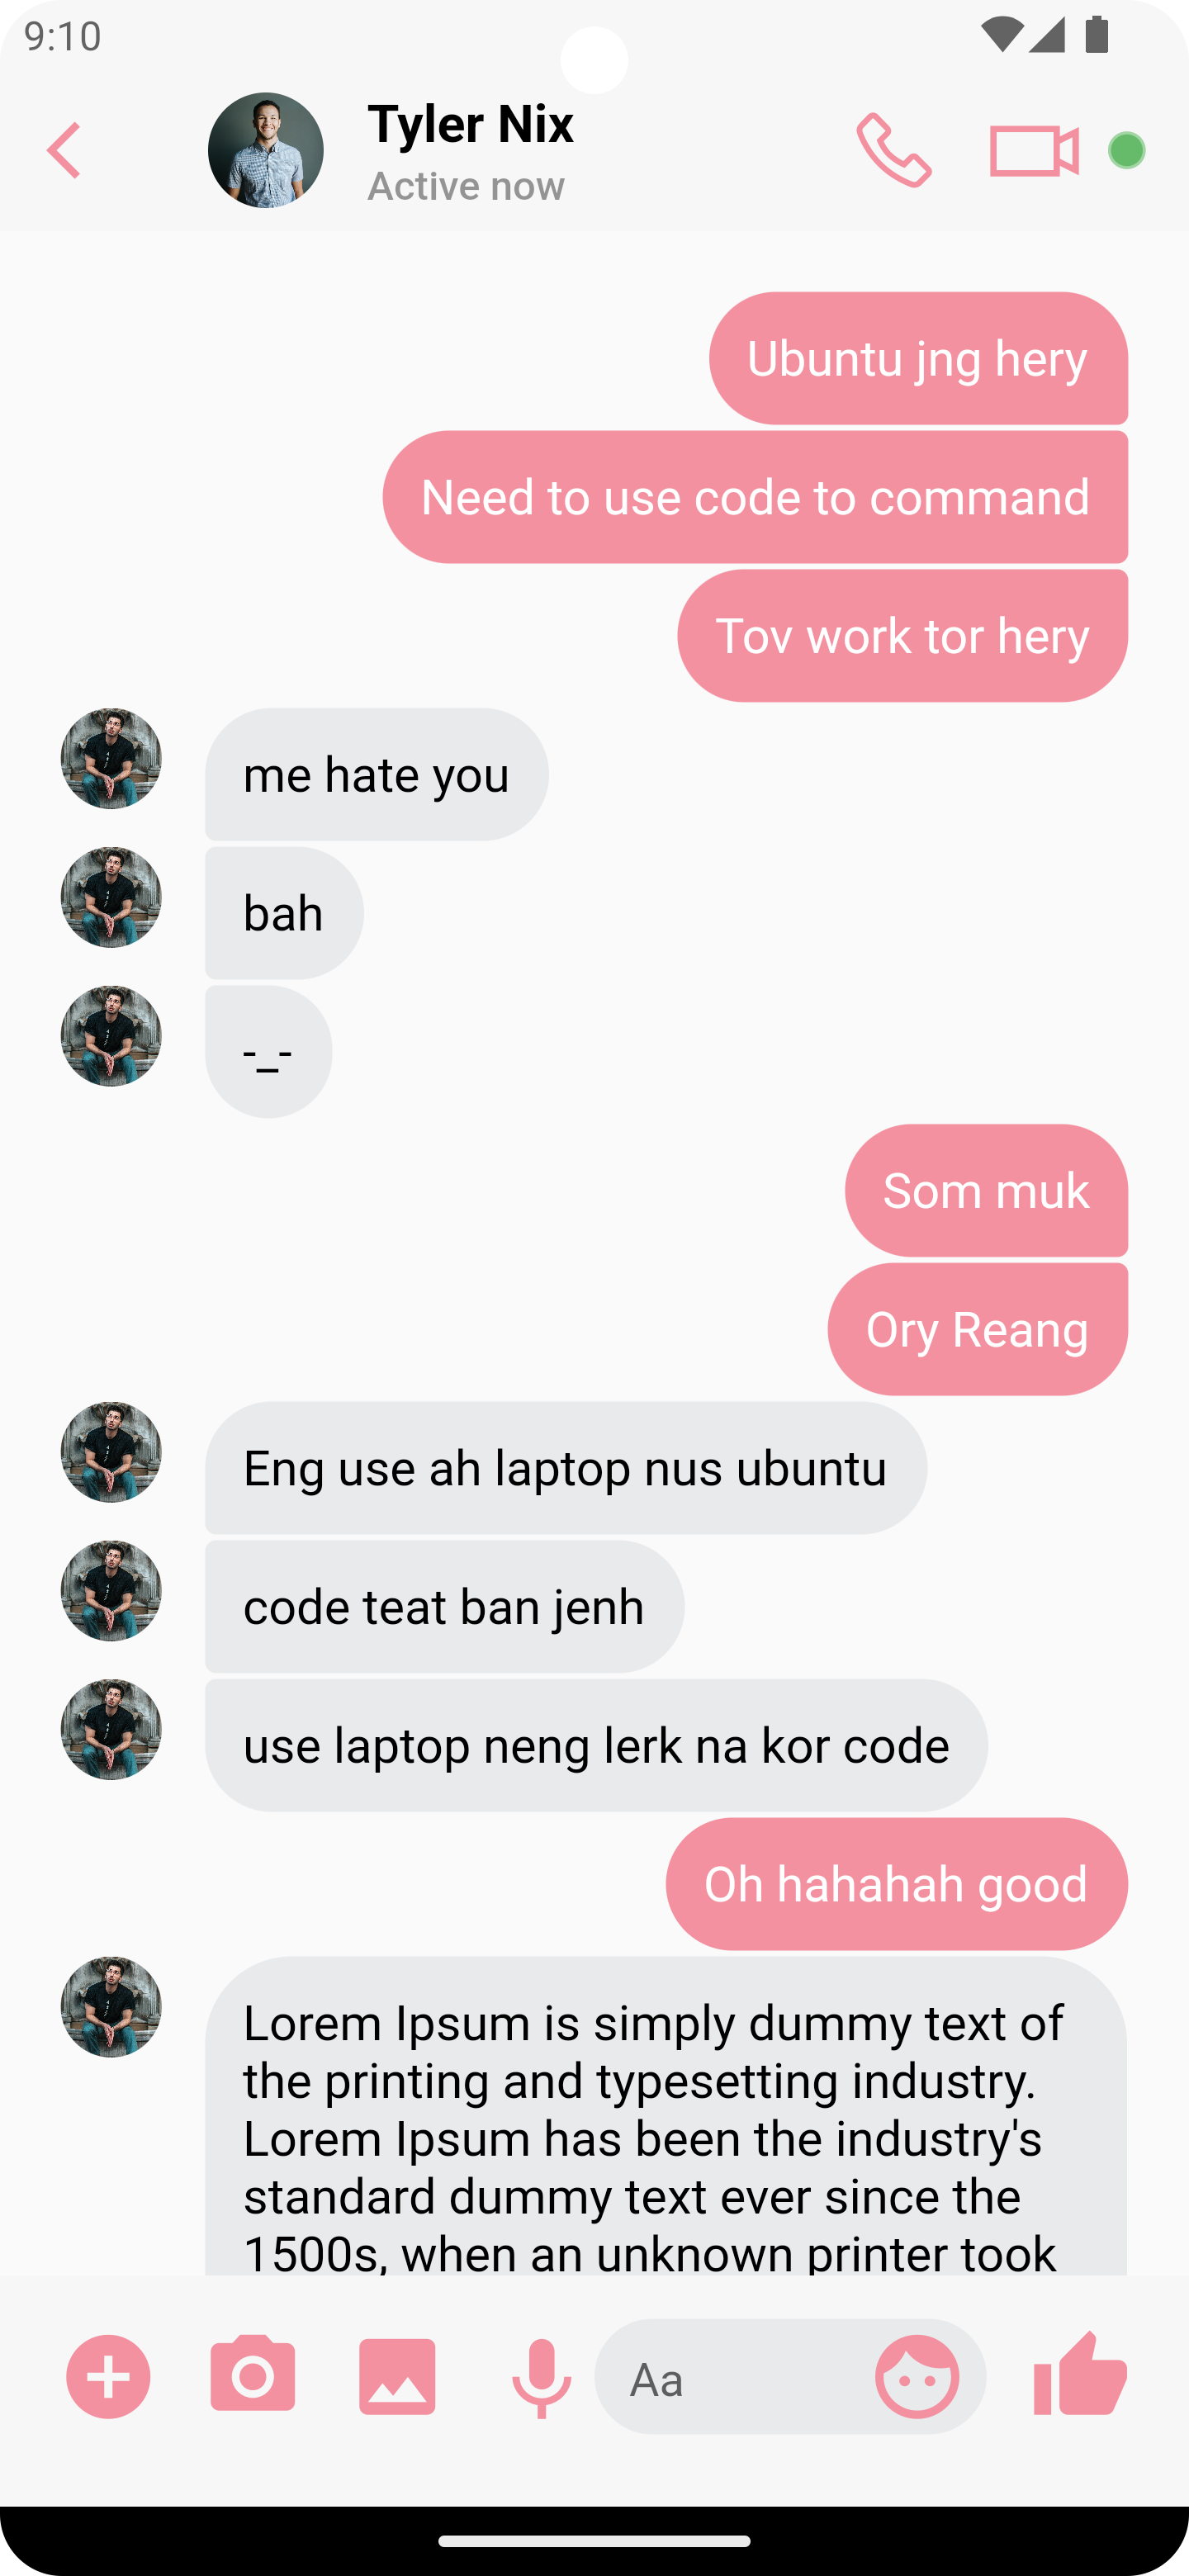 9:10
Tyler Nix
Active now
Ubuntu jng hery
Need to use code to command
Tov work tor hery
me hate you
bah
-_-
Som muk
Ory Reang
Eng use ah laptop nus ubuntu
code teat ban jenh
use laptop neng lerk na kor code
Oh hahahah good
Lorem Ipsum is simply dummy text of
the printing and typesetting industry.
Lorem Ipsum has been the industry's
standard dummy text ever since the
1500s, when an unknown printer took
Aa